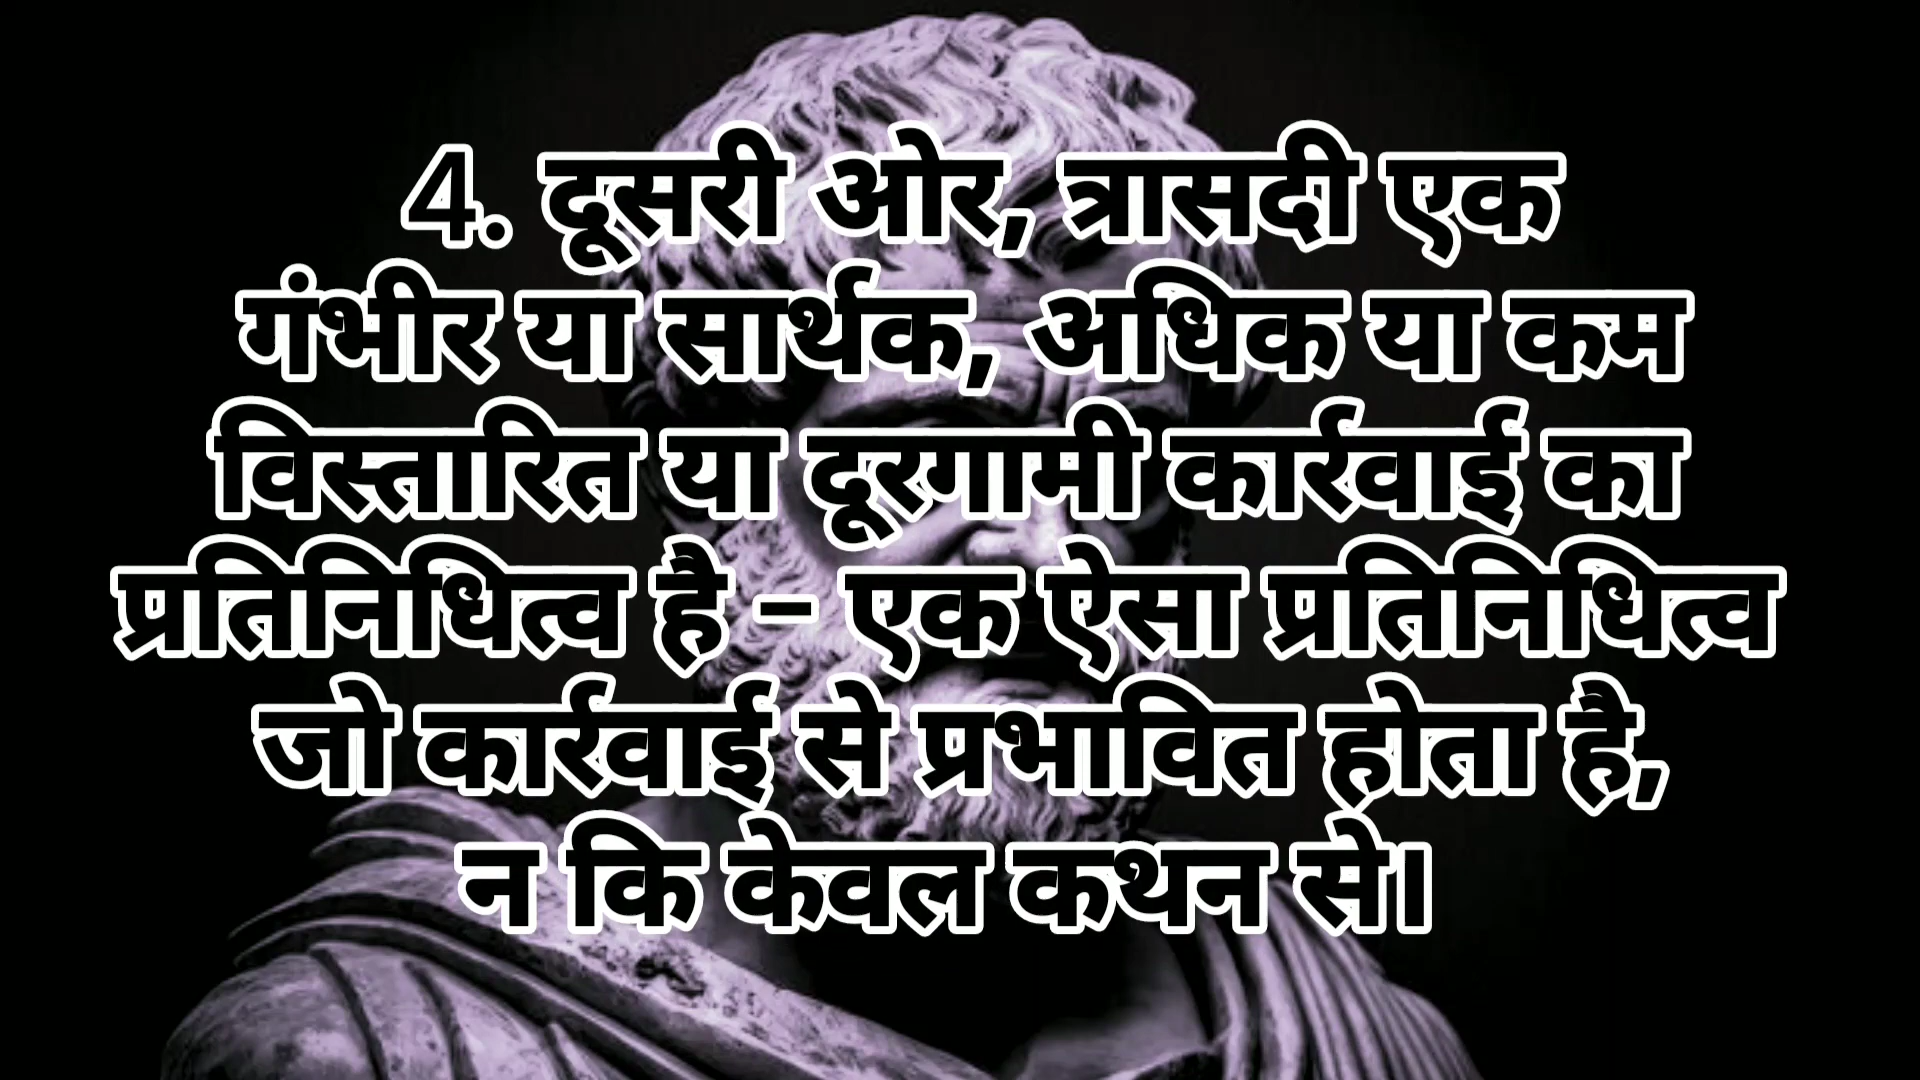 4. दूसरी ओर, त्रासदी एक
गंभीर या सार्थक, अधिक या कम
विस्तारित या दूरगामी कार्रवाई का
प्रतिनिधित्व है – एक ऐसा प्रतिनिधित्व
जो कार्रवाई से प्रभावित होता है,
न कि केवल कथन से।